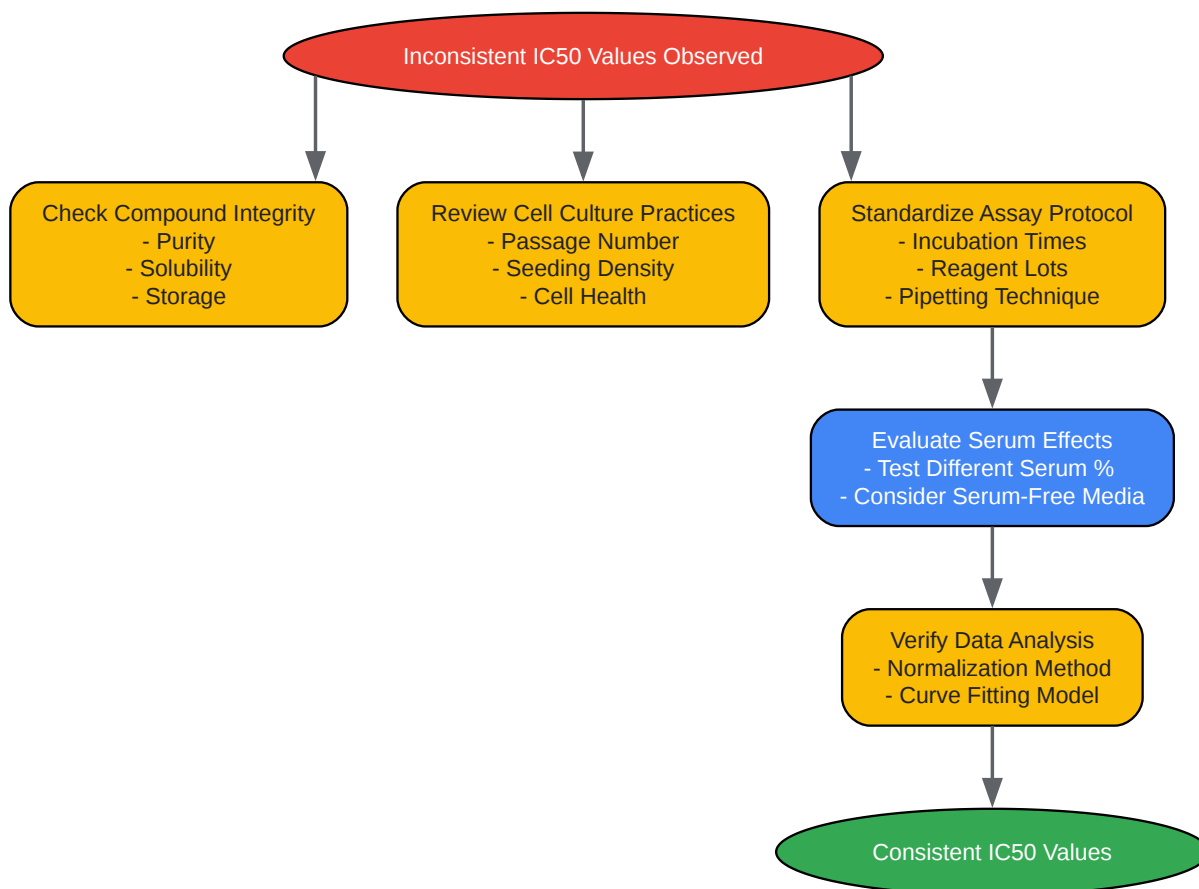 Inconsistent IC50 Values Observed
Check Compound Integrity
- Purity
- Solubility
- Storage
Review Cell Culture Practices
- Passage Number
- Seeding Density
- Cell Health
Standardize Assay Protocol
- Incubation Times
- Reagent Lots
- Pipetting Technique
Evaluate Serum Effects
- Test Different Serum %
- Consider Serum-Free Media
Verify Data Analysis
- Normalization Method
- Curve Fitting Model
Consistent IC50 Values